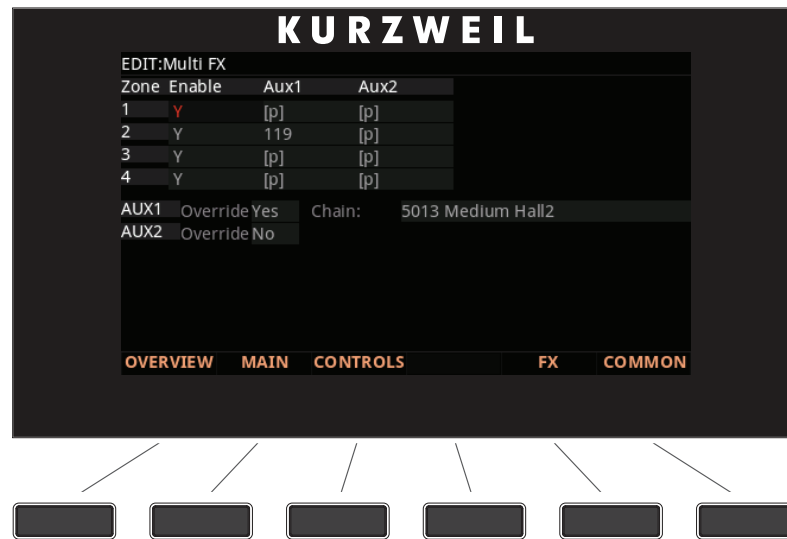 KURZWEIL
EDIT:Multi FX
Zone Enable Aux1 Aux2
1 Y [p] [p]
2 Y 119 [p]
3 Y [p] [p]
4 Y [p] [p]
AUX1 Override Yes Chain: 5013 Medium Hall2
AUX2 Override No
OVERVIEW MAIN CONTROLS FX COMMON